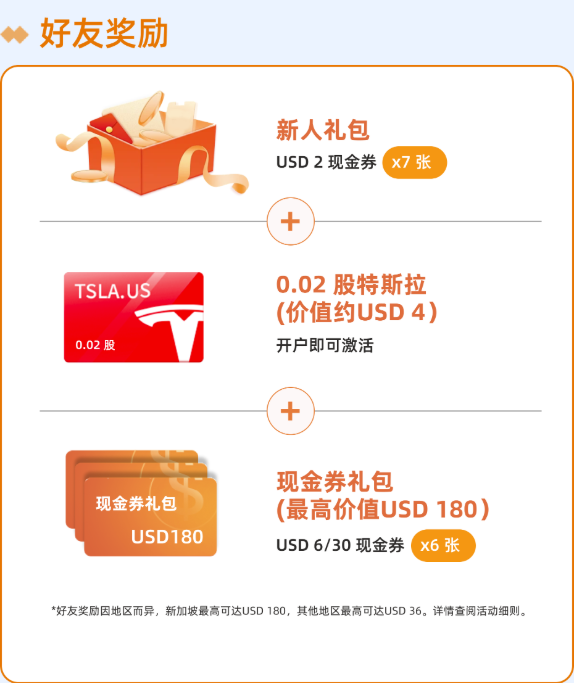 好友奖励
新人礼包
USD 2 现金券 x7 张
+
TSLA.US
0.02 股
0.02 股特斯拉
(价值约USD 4)
开户即可激活
+
现金券礼包
USD180
现金券礼包
(最高价值USD 180)
USD 6/30 现金券 x6 张
*好友奖励因地区而异，新加坡最高可达USD 180，其他地区最高可达USD 36。详情查阅活动细则。